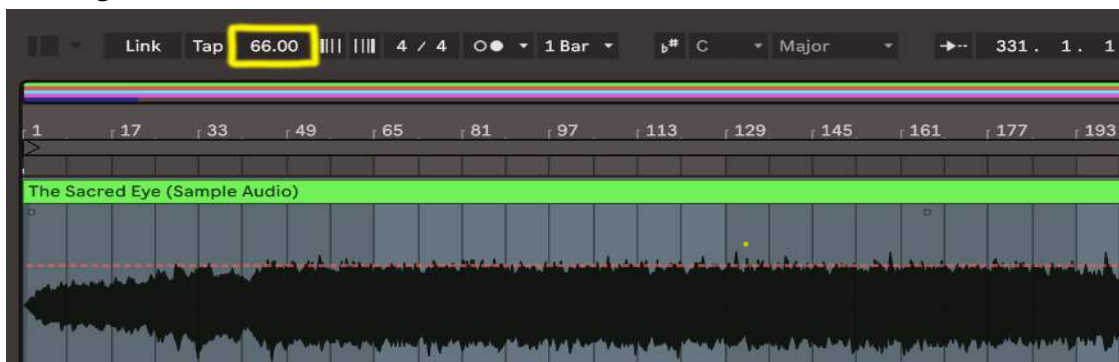 Link Tap 66.00 4 / 4 1 Bar b# C Major 331. 1. 1
1 17 33 49 65 81 97 113 129 145 161 177 193
The Sacred Eye (Sample Audio)